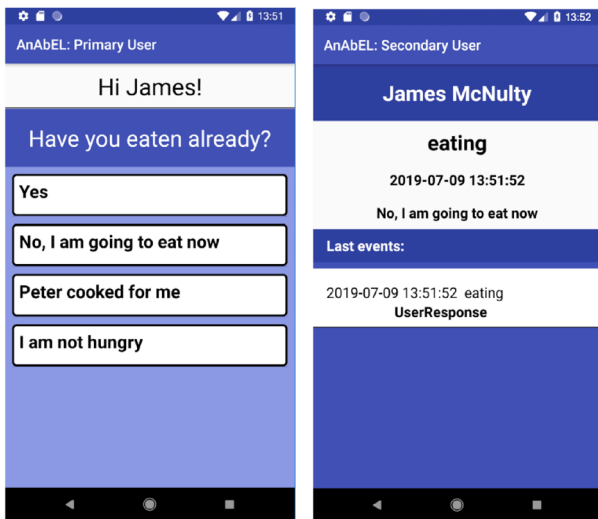 13:51
AnAbEL: Primary User
Hi James!
Have you eaten already?
Yes
No, I am going to eat now
Peter cooked for me
I am not hungry
13:52
AnAbEL: Secondary User
James McNulty
eating
2019-07-09 13:51:52
No, I am going to eat now
Last events:
2019-07-09 13:51:52 eating
UserResponse